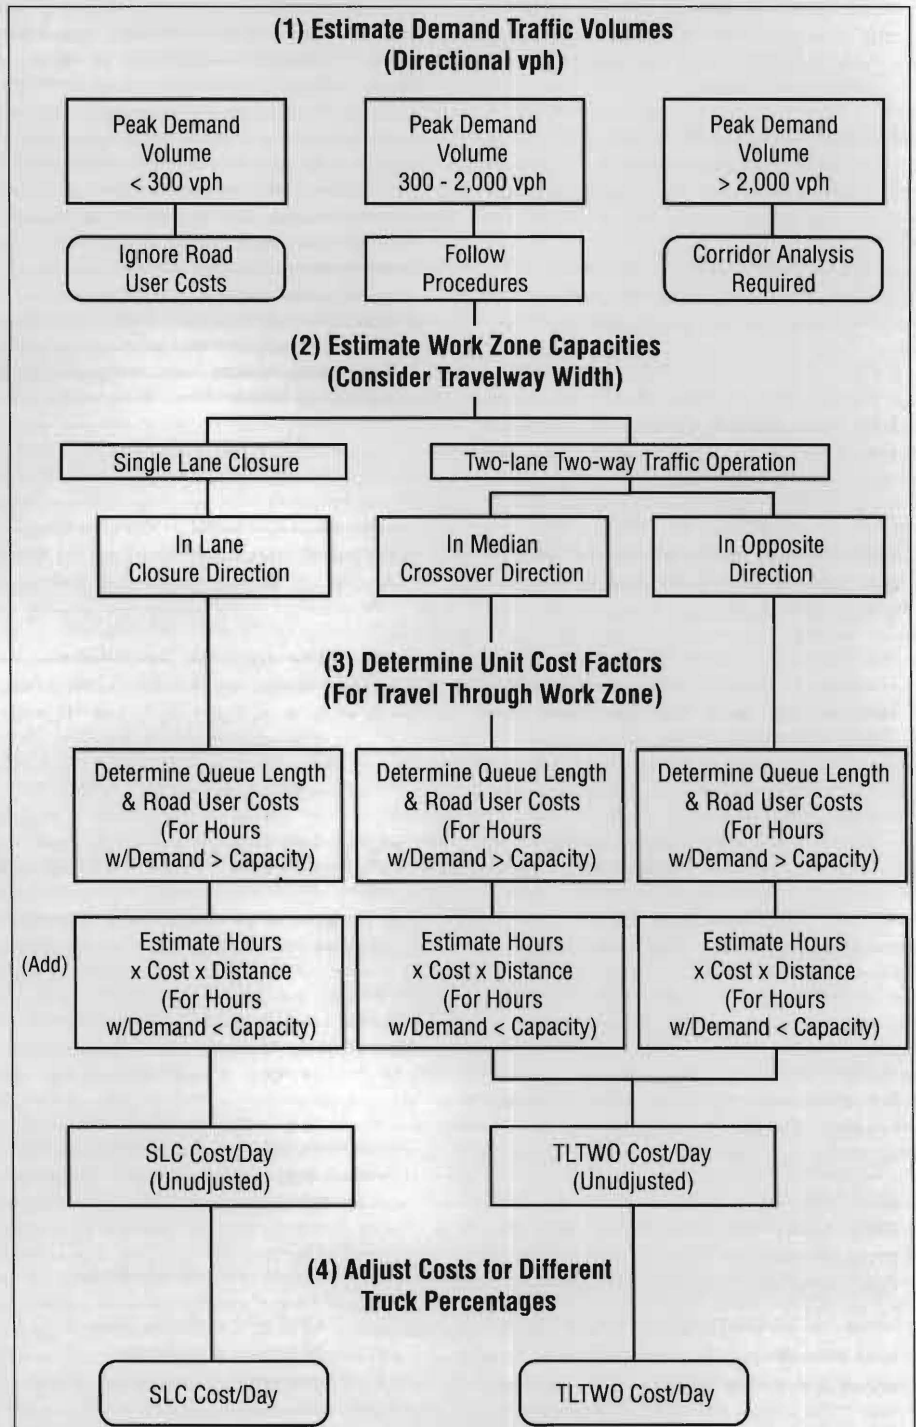 (1) Estimate Demand Traffic Volumes
(Directional vph)
Peak Demand
Volume
< 300 vph
Peak Demand
Volume
300 - 2,000 vph
Peak Demand
Volume
> 2,000 vph
Ignore Road
User Costs
Follow
Procedures
Corridor Analysis
Required
(2) Estimate Work Zone Capacities
(Consider Travelway Width)
Single Lane Closure
Two-lane Two-way Traffic Operation
In Lane
Closure Direction
In Median
Crossover Direction
In Opposite
Direction
(3) Determine Unit Cost Factors
(For Travel Through Work Zone)
Determine Queue Length
& Road User Costs
(For Hours
w/Demand > Capacity)
Determine Queue Length
& Road User Costs
(For Hours
w/Demand > Capacity)
Determine Queue Length
& Road User Costs
(For Hours
w/Demand > Capacity)
(Add)
Estimate Hours
x Cost x Distance
(For Hours
w/Demand < Capacity)
Estimate Hours
x Cost x Distance
(For Hours
w/Demand < Capacity)
Estimate Hours
x Cost x Distance
(For Hours
w/Demand < Capacity)
SLC Cost/Day
(Unudjusted)
TLTWO Cost/Day
(Unudjusted)
(4) Adjust Costs for Different
Truck Percentages
SLC Cost/Day
TLTWO Cost/Day